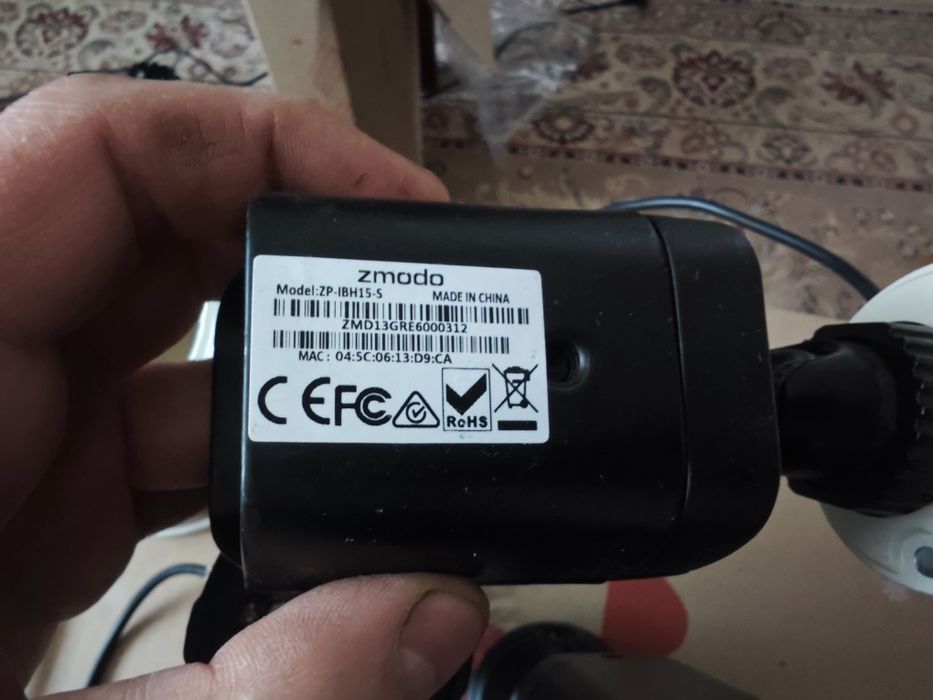 zmodo
Model:ZP-IBH15-S MADE IN CHINA
ZMD13GRE6000312
MAC: 04:5C:06:13:D9:CA
CE FC
RoHS